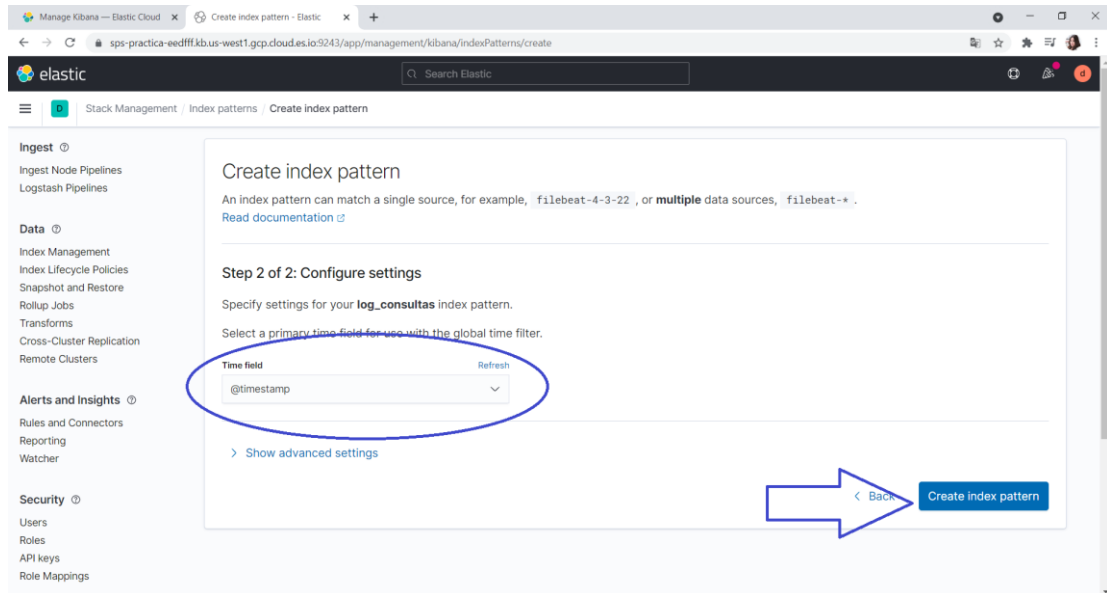 Manage Kibana — Elastic Cloud
Create index pattern - Elastic
sps-practica-eedfff.kb.us-west1.gcp.cloud.es.io:9243/app/management/kibana/indexPatterns/create
elastic
Search Elastic
d
D
Stack Management / Index patterns / Create index pattern
Ingest
Ingest Node Pipelines
Logstash Pipelines
Data
Index Management
Index Lifecycle Policies
Snapshot and Restore
Rollup Jobs
Transforms
Cross-Cluster Replication
Remote Clusters
Alerts and Insights
Rules and Connectors
Reporting
Watcher
Security
Users
Roles
API keys
Role Mappings
Create index pattern
An index pattern can match a single source, for example, filebeat-4-3-22 , or multiple data sources, filebeat-* .
Read documentation
Step 2 of 2: Configure settings
Specify settings for your log_consultas index pattern.
Select a primary time field for use with the global time filter.
Time field
Refresh
@timestamp
Show advanced settings
Back
Create index pattern